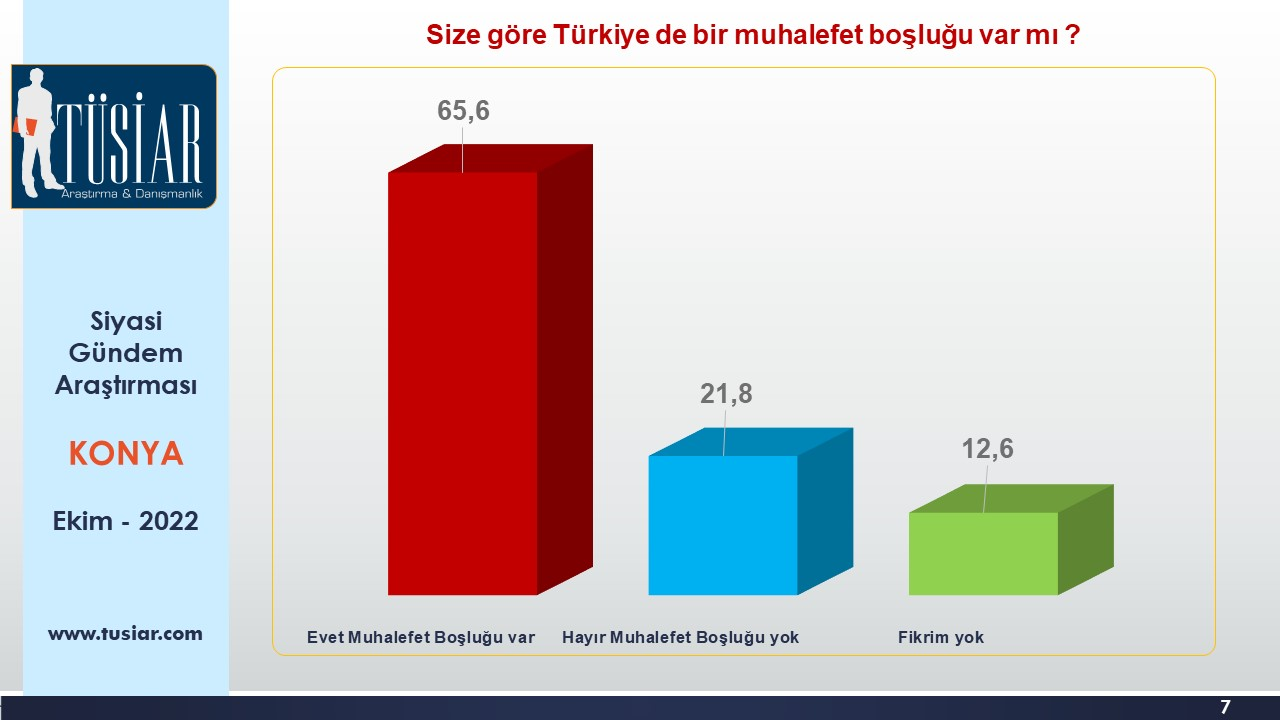 Size göre Türkiye de bir muhalefet boşluğu var mı ?
TÜSİAR
Araştırma & Danışmanlık
Siyasi
Gündem
Araştırması
KONYA
Ekim - 2022
www.tusiar.com
65,6
21,8
12,6
Evet Muhalefet Boşluğu var
Hayır Muhalefet Boşluğu yok
Fikrim yok
7